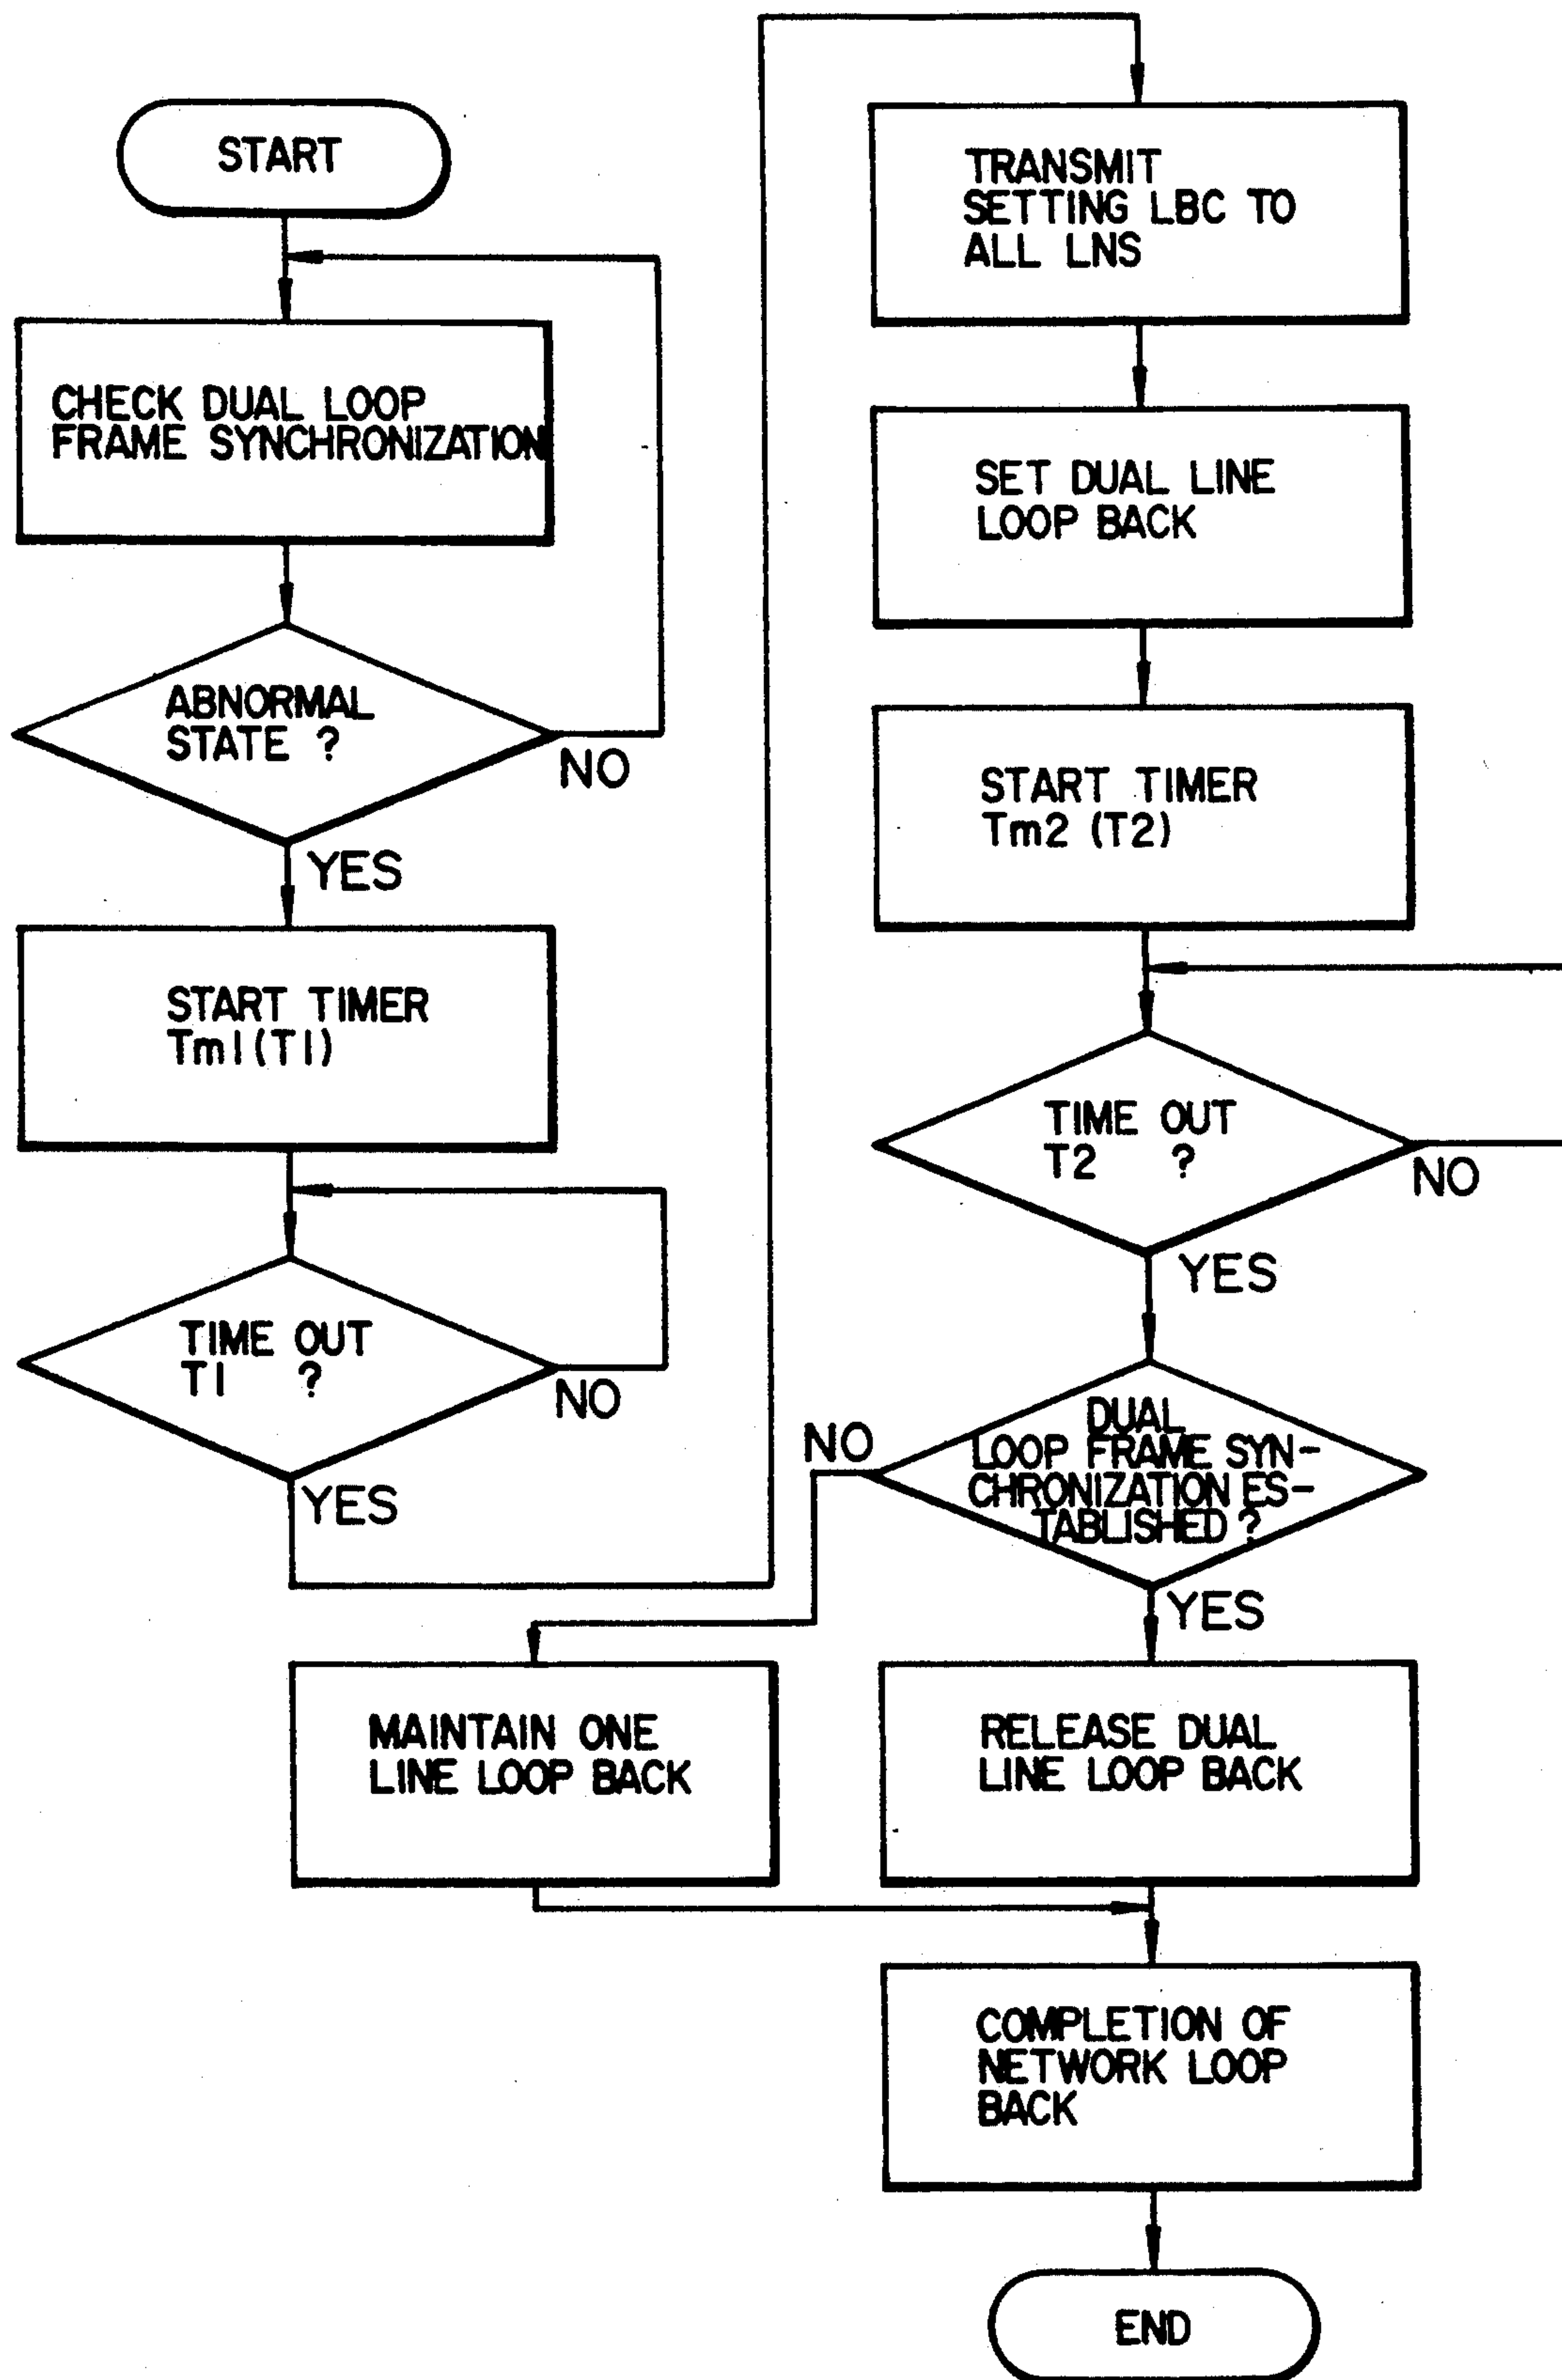 START
CHECK DUAL LOOP
FRAME SYNCHRONIZATION
ABNORMAL
STATE ?
NO
YES
START TIMER
Tm1(T1)
TIME OUT
T1 ?
NO
YES
TRANSMIT
SETTING LBC TO
ALL LNS
SET DUAL LINE
LOOP BACK
START TIMER
Tm2 (T2)
TIME OUT
T2 ?
NO
YES
DUAL
LOOP FRAME SYN-
CHRONIZATION ES-
TABLISHED ?
NO
YES
MAINTAIN ONE
LINE LOOP BACK
RELEASE DUAL
LINE LOOP BACK
COMPLETION OF
NETWORK LOOP
BACK
END